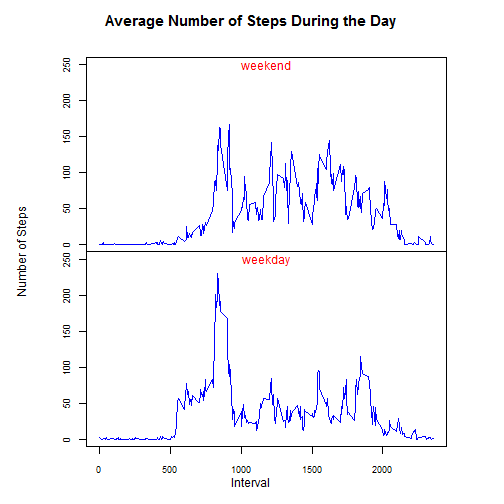 Average Number of Steps During the Day
weekend
250
200
150
100
50
0
weekday
250
200
150
100
50
0
Number of Steps
0 500 1000 1500 2000
Interval